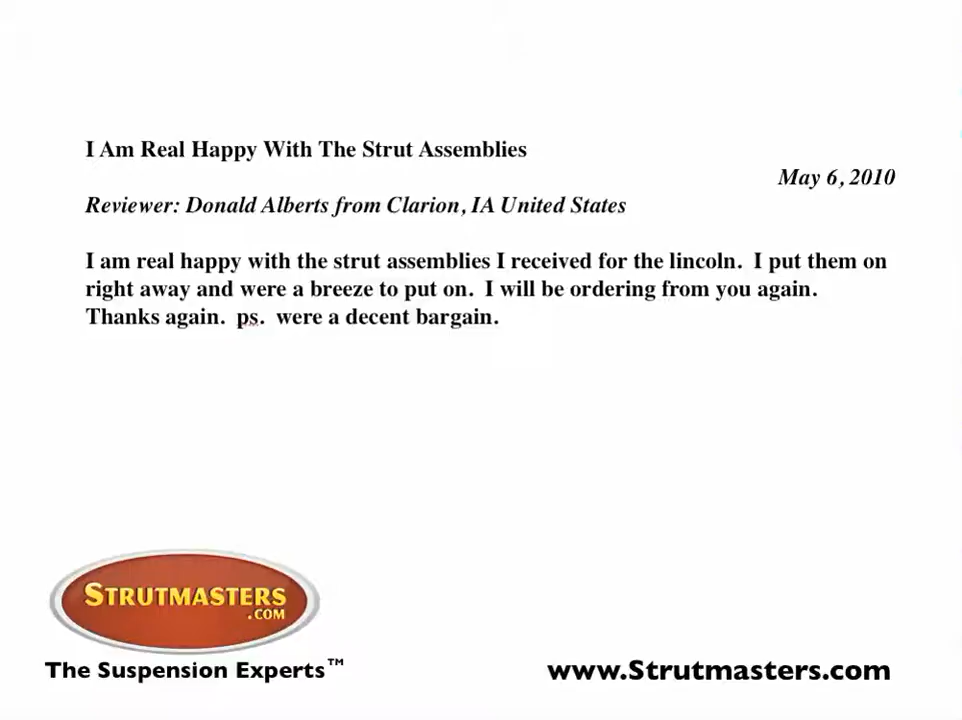 I Am Real Happy With The Strut Assemblies
May 6, 2010
Reviewer: Donald Alberts from Clarion, IA United States
I am real happy with the strut assemblies I received for the lincoln.  I put them on
right away and were a breeze to put on.  I will be ordering from you again.
Thanks again.  ps.  were a decent bargain.
STRUTMASTERS
.COM
The Suspension Experts™
www.Strutmasters.com